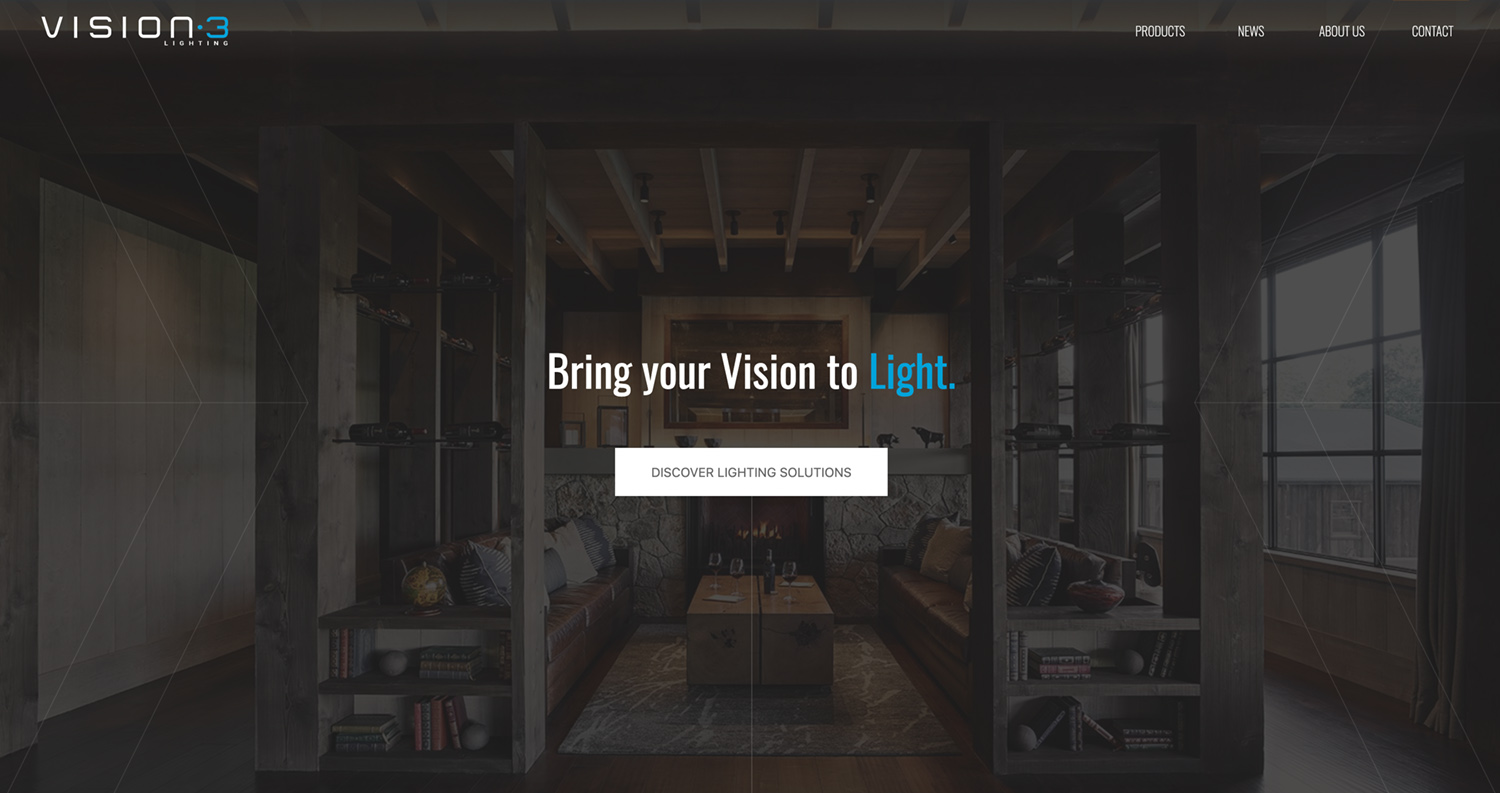 VISION·3
LIGHTING
PRODUCTS
NEWS
ABOUT US
CONTACT
Bring your Vision to Light.
DISCOVER LIGHTING SOLUTIONS